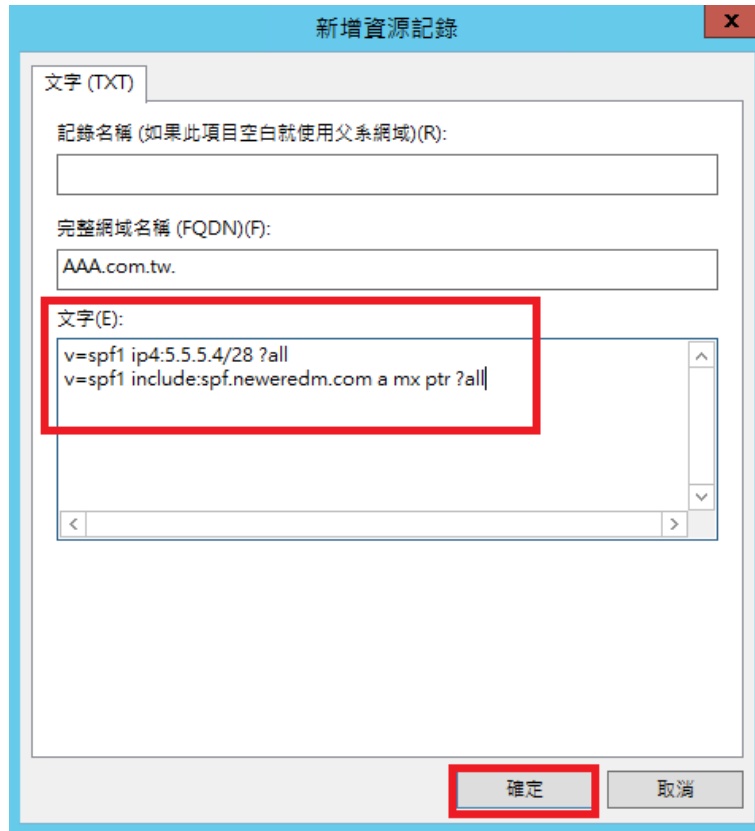 新增資源記錄
x
文字 (TXT)
記錄名稱 (如果此項目空白就使用父系網域)(R):
完整網域名稱 (FQDN)(F):
AAA.com.tw.
文字(E):
v=spf1 ip4:5.5.5.4/28 ?all
v=spf1 include:spf.neweredm.com a mx ptr ?all
確定
取消